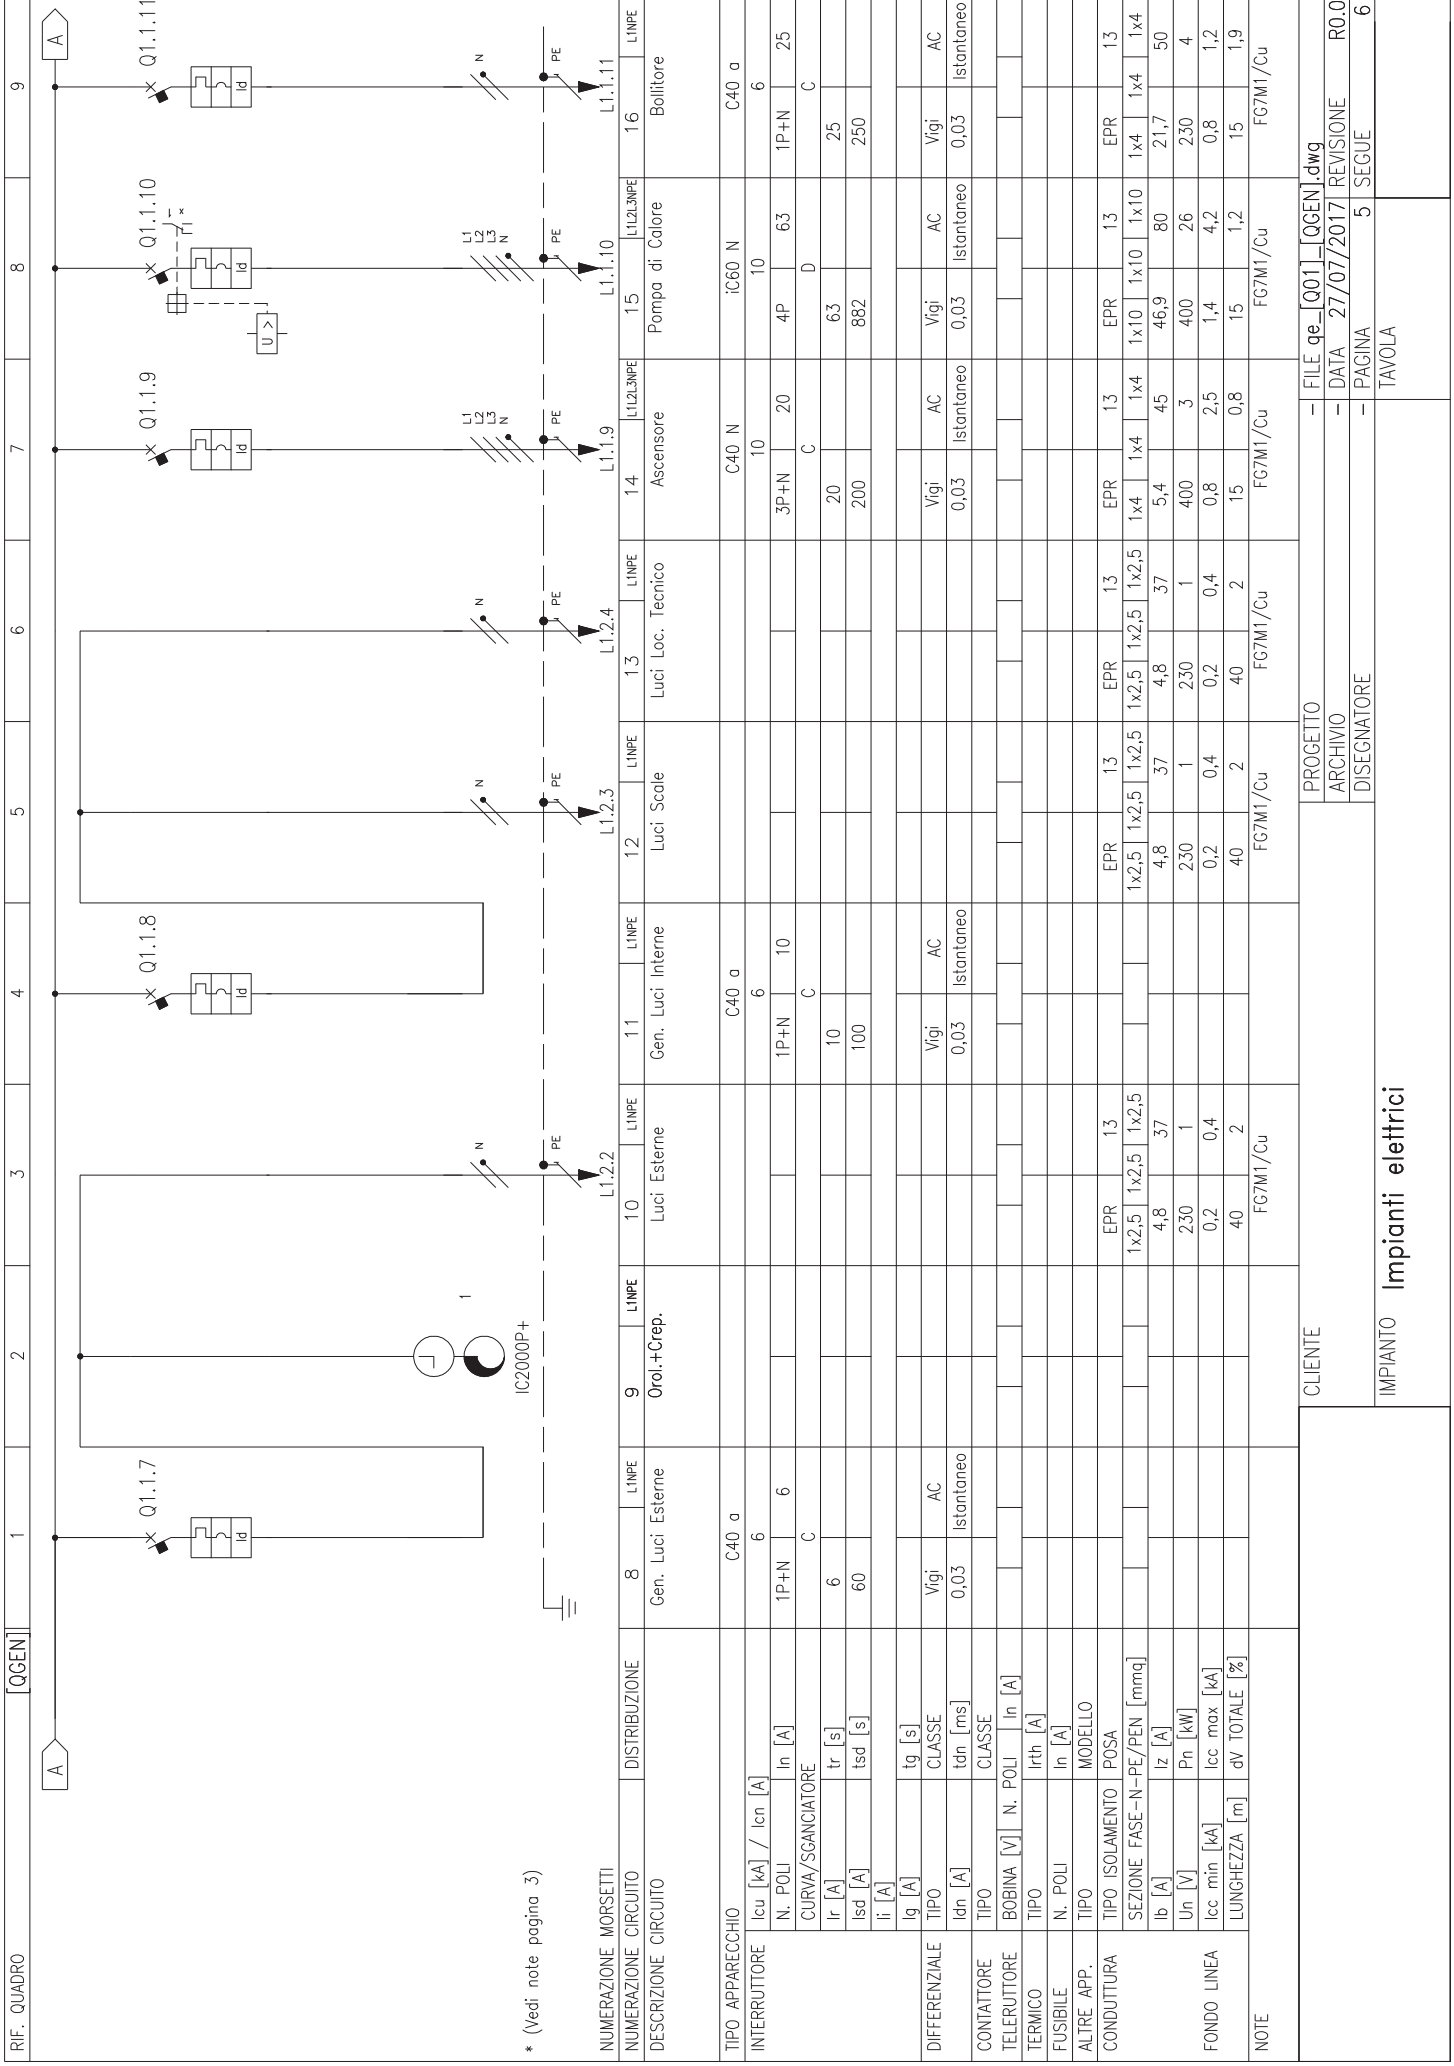 RIF. QUADRO [QGEN] 1 2 3 4 5 6 7 8 9
A A
Q1.1.7 Q1.1.8 Q1.1.9 Q1.1.10 Q1.1.11
Id Id Id Id Id
U >
1
L1 L1
L2 L2
L3 L3
N N N N N N
IC2000P+
* (Vedi note pagina 3)
PE PE PE PE PE PE
NUMERAZIONE MORSETTI L1.2.2 L1.2.3 L1.2.4 L1.1.9 L1.1.10 L1.1.11
NUMERAZIONE CIRCUITO DISTRIBUZIONE 8 L1NPE 9 L1NPE 10 L1NPE 11 L1NPE 12 L1NPE 13 L1NPE 14 L1L2L3NPE 15 L1L2L3NPE 16 L1NPE
DESCRIZIONE CIRCUITO Gen. Luci Esterne Orol.+Crep. Luci Esterne Gen. Luci Interne Luci Scale Luci Loc. Tecnico Ascensore Pompa di Calore Bollitore
TIPO APPARECCHIO C40 a C40 a C40 N iC60 N C40 a
INTERRUTTORE Icu [kA] / Icn [A] 6 6 10 10 6
N. POLI In [A] 1P+N 6 1P+N 10 3P+N 20 4P 63 1P+N 25
CURVA/SGANCIATORE C C C D C
Ir [A] tr [s] 6 10 20 63 25
Isd [A] tsd [s] 60 100 200 882 250
Ii [A]
Ig [A] tg [s]
DIFFERENZIALE TIPO CLASSE Vigi AC Vigi AC Vigi AC Vigi AC Vigi AC
Idn [A] tdn [ms] 0,03 Istantaneo 0,03 Istantaneo 0,03 Istantaneo 0,03 Istantaneo 0,03 Istantaneo
CONTATTORE TIPO CLASSE
TELERUTTORE BOBINA [V] N. POLI In [A]
TERMICO TIPO Irth [A]
FUSIBILE N. POLI In [A]
ALTRE APP. TIPO MODELLO
CONDUTTURA TIPO ISOLAMENTO POSA EPR 13 EPR 13 EPR 13 EPR 13 EPR 13 EPR 13
SEZIONE FASE-N-PE/PEN [mmq] 1x2,5 1x2,5 1x2,5 1x2,5 1x2,5 1x2,5 1x2,5 1x2,5 1x2,5 1x4 1x4 1x4 1x10 1x10 1x10 1x4 1x4 1x4
Ib [A] Iz [A] 4,8 37 4,8 37 4,8 37 5,4 45 46,9 80 21,7 50
Un [V] Pn [kW] 230 1 230 1 230 1 400 3 400 26 230 4
FONDO LINEA Icc min [kA] Icc max [kA] 0,2 0,4 0,2 0,4 0,2 0,4 0,8 2,5 1,4 4,2 0,8 1,2
LUNGHEZZA [m] dV TOTALE [%] 40 2 40 2 40 2 15 0,8 15 1,2 15 1,9
NOTE FG7M1/Cu FG7M1/Cu FG7M1/Cu FG7M1/Cu FG7M1/Cu FG7M1/Cu
CLIENTE PROGETTO - FILE qe_[Q01]_[QGEN].dwg
ARCHIVIO - DATA 27/07/2017 REVISIONE R0.0
DISEGNATORE - PAGINA 5 SEGUE 6
IMPIANTO Impianti elettrici TAVOLA